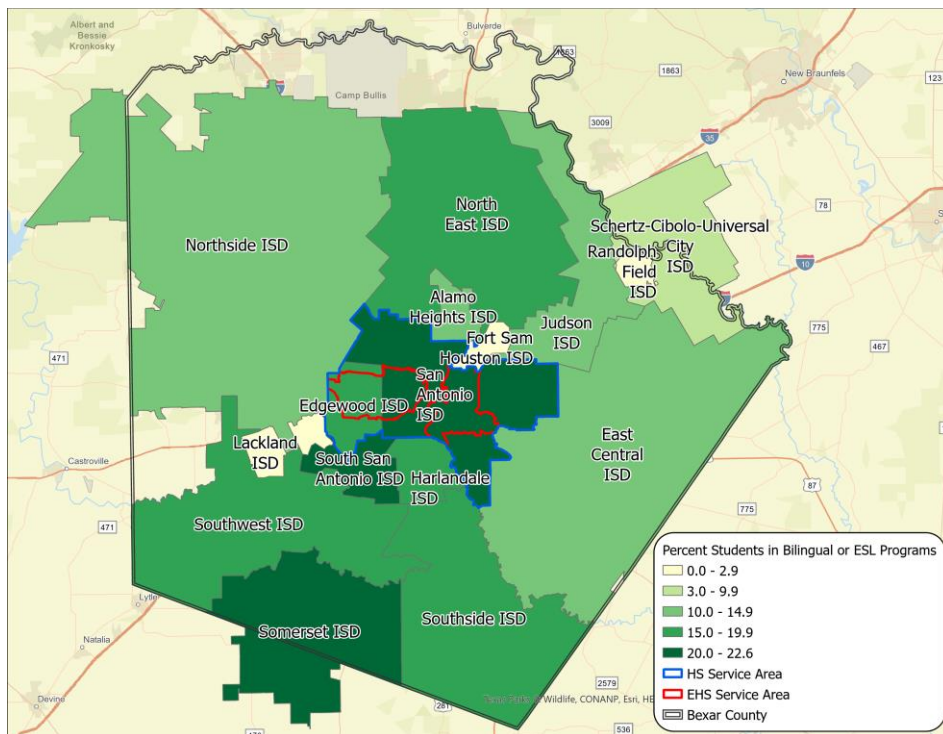 Albert and
Bessie
Kronkosky
Bulverde
1863
New Braunfels
Camp Bullis
3009
35
78
North
East ISD
Northside ISD
Schertz-Cibolo-Universal
City
ISD
Randolph
Field
ISD
10
Alamo
Heights ISD
Judson
ISD
Fort Sam
Houston ISD
775
467
471
San
Antonio
ISD
Edgewood ISD
Lackland
ISD
East
Central
ISD
South San
Antonio ISD
Harlandale
ISD
Castroville
87
775
471
Southwest ISD
Lytle
Natalia
Somerset ISD
Southside ISD
Devine
281
2579
536
Wildlife, CONANP, Esri,
Percent Students in Bilingual or ESL Programs
0.0 - 2.9
3.0 - 9.9
10.0 - 14.9
15.0 - 19.9
20.0 - 22.6
HS Service Area
EHS Service Area
Bexar County